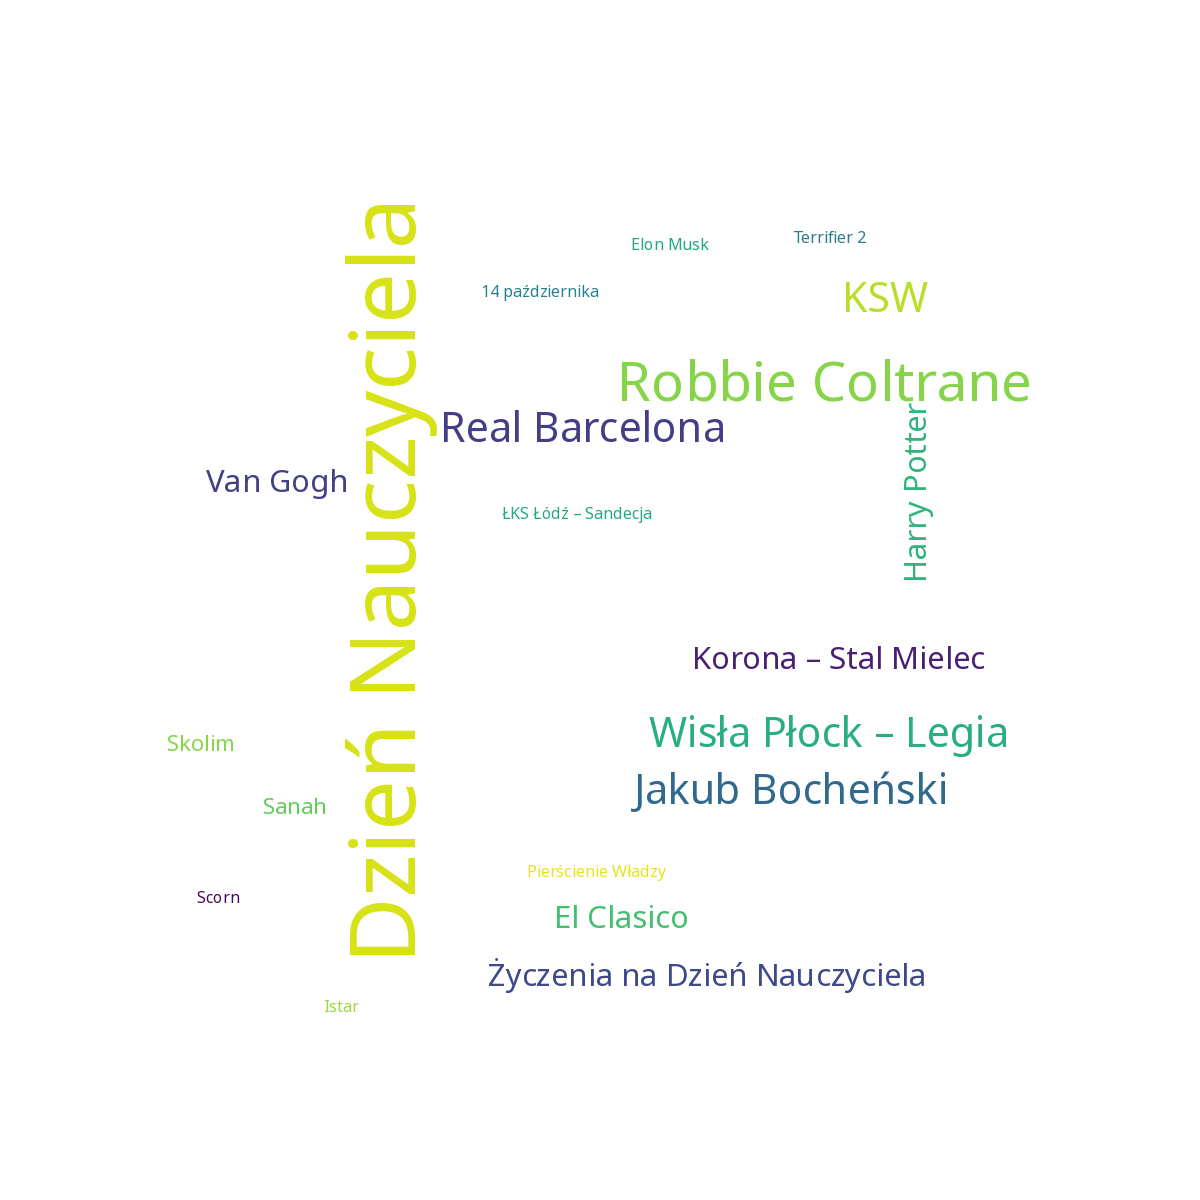 Dzień Nauczyciela
Elon Musk
Terrifier 2
14 października
KSW
Robbie Coltrane
Real Barcelona
Harry Potter
Van Gogh
ŁKS Łódź – Sandecja
Korona – Stal Mielec
Wisła Płock – Legia
Skolim
Jakub Bocheński
Sanah
Pierścienie Władzy
Scorn
El Clasico
Życzenia na Dzień Nauczyciela
Istar